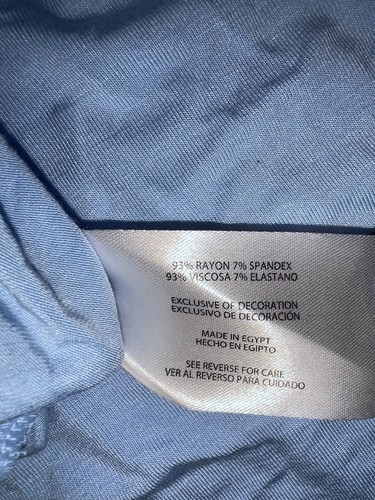 93% RAYON 7% SPANDEX
93% VISCOSA 7% ELASTANO
EXCLUSIVE OF DECORATION
EXCLUSIVO DE DECORACIÓN
MADE IN EGYPT
HECHO EN EGIPTO
SEE REVERSE FOR CARE
VER AL REVERSO PARA CUIDADO